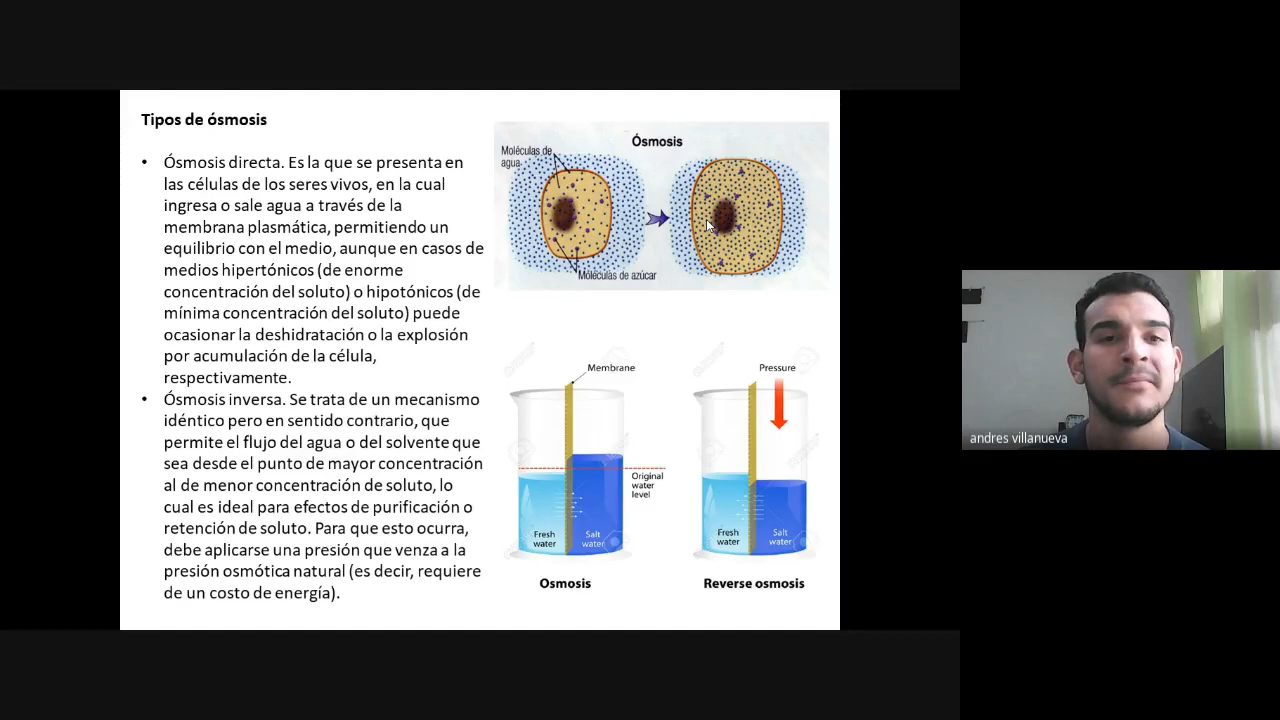 Tipos de ósmosis
• Ósmosis directa. Es la que se presenta en
las células de los seres vivos, en la cual
ingresa o sale agua a través de la
membrana plasmática, permitiendo un
equilibrio con el medio, aunque en casos de
medios hipertónicos (de enorme
concentración del soluto) o hipotónicos (de
mínima concentración del soluto) puede
ocasionar la deshidratación o la explosión
por acumulación de la célula,
respectivamente.
• Ósmosis inversa. Se trata de un mecanismo
idéntico pero en sentido contrario, que
permite el flujo del agua o del solvente que
sea desde el punto de mayor concentración
al de menor concentración de soluto, lo
cual es ideal para efectos de purificación o
retención de soluto. Para que esto ocurra,
debe aplicarse una presión que venza a la
presión osmótica natural (es decir, requiere
de un costo de energía).
Ósmosis
Moléculas de
agua
Moléculas de azúcar
Membrane
Original
water
level
Fresh
water
Salt
water
Osmosis
Pressure
Fresh
water
Salt
water
Reverse osmosis
andres villanueva